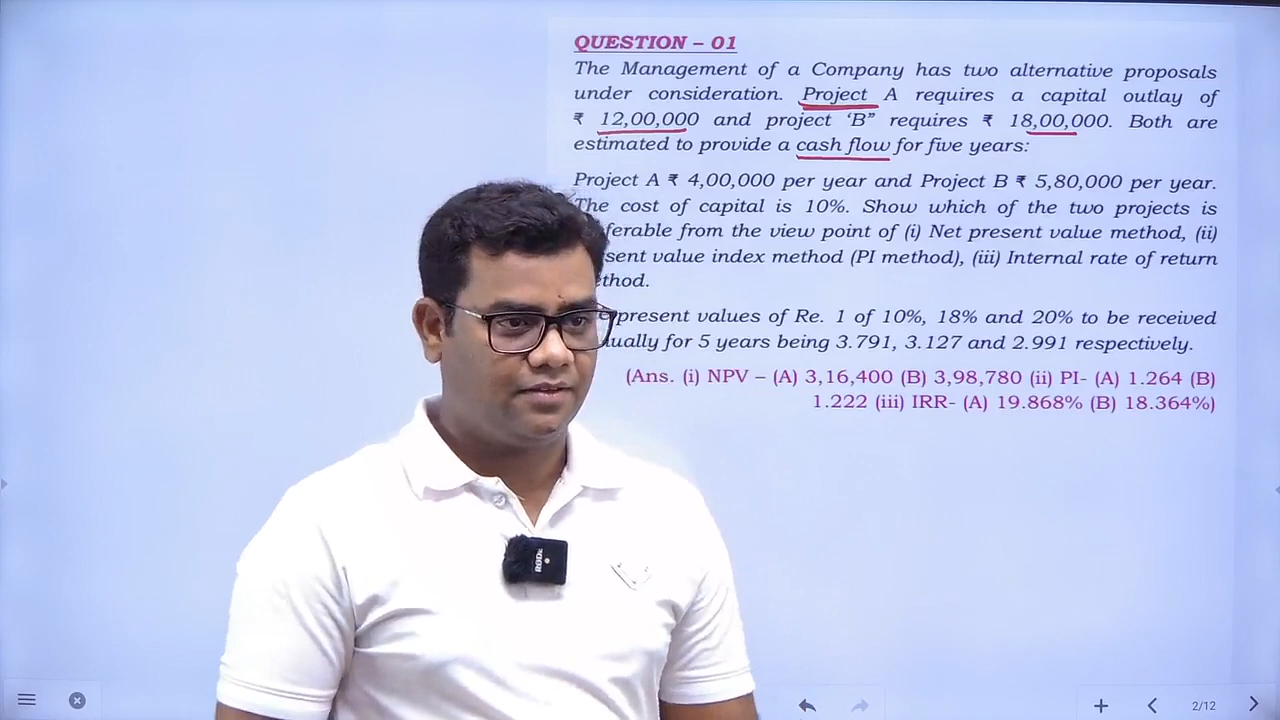 QUESTION – 01
The Management of a Company has two alternative proposals
under consideration. Project A requires a capital outlay of
₹ 12,00,000 and project ‘B” requires ₹ 18,00,000. Both are
estimated to provide a cash flow for five years:
Project A ₹ 4,00,000 per year and Project B ₹ 5,80,000 per year.
The cost of capital is 10%. Show which of the two projects is
ferable from the view point of (i) Net present value method, (ii)
sent value index method (PI method), (iii) Internal rate of return
thod.
present values of Re. 1 of 10%, 18% and 20% to be received
ually for 5 years being 3.791, 3.127 and 2.991 respectively.
(Ans. (i) NPV – (A) 3,16,400 (B) 3,98,780 (ii) PI- (A) 1.264 (B)
1.222 (iii) IRR- (A) 19.868% (B) 18.364%)
RODE
2/12